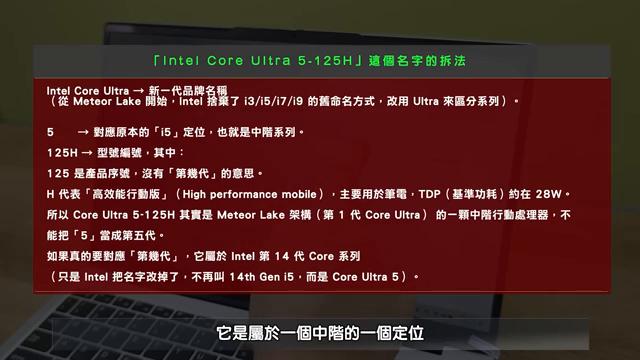 「Intel Core Ultra 5-125H」這個名字的拆法
Intel Core Ultra → 新一代品牌名稱
（從 Meteor Lake 開始，Intel 捨棄了 i3/i5/i7/i9 的舊命名方式，改用 Ultra 來區分系列）。
5 → 對應原本的「i5」定位，也就是中階系列。
125H → 型號編號，其中：
125 是產品序號，沒有「第幾代」的意思。
H 代表「高效能行動版」（High performance mobile），主要用於筆電，TDP（基準功耗）約在 28W。
所以 Core Ultra 5-125H 其實是 Meteor Lake 架構（第 1 代 Core Ultra） 的一顆中階行動處理器，不
能把「5」當成第五代。
如果真的要對應「第幾代」，它屬於 Intel 第 14 代 Core 系列
（只是 Intel 把名字改掉了，不再叫 14th Gen i5，而是 Core Ultra 5）。
它是屬於一個中階的一個定位